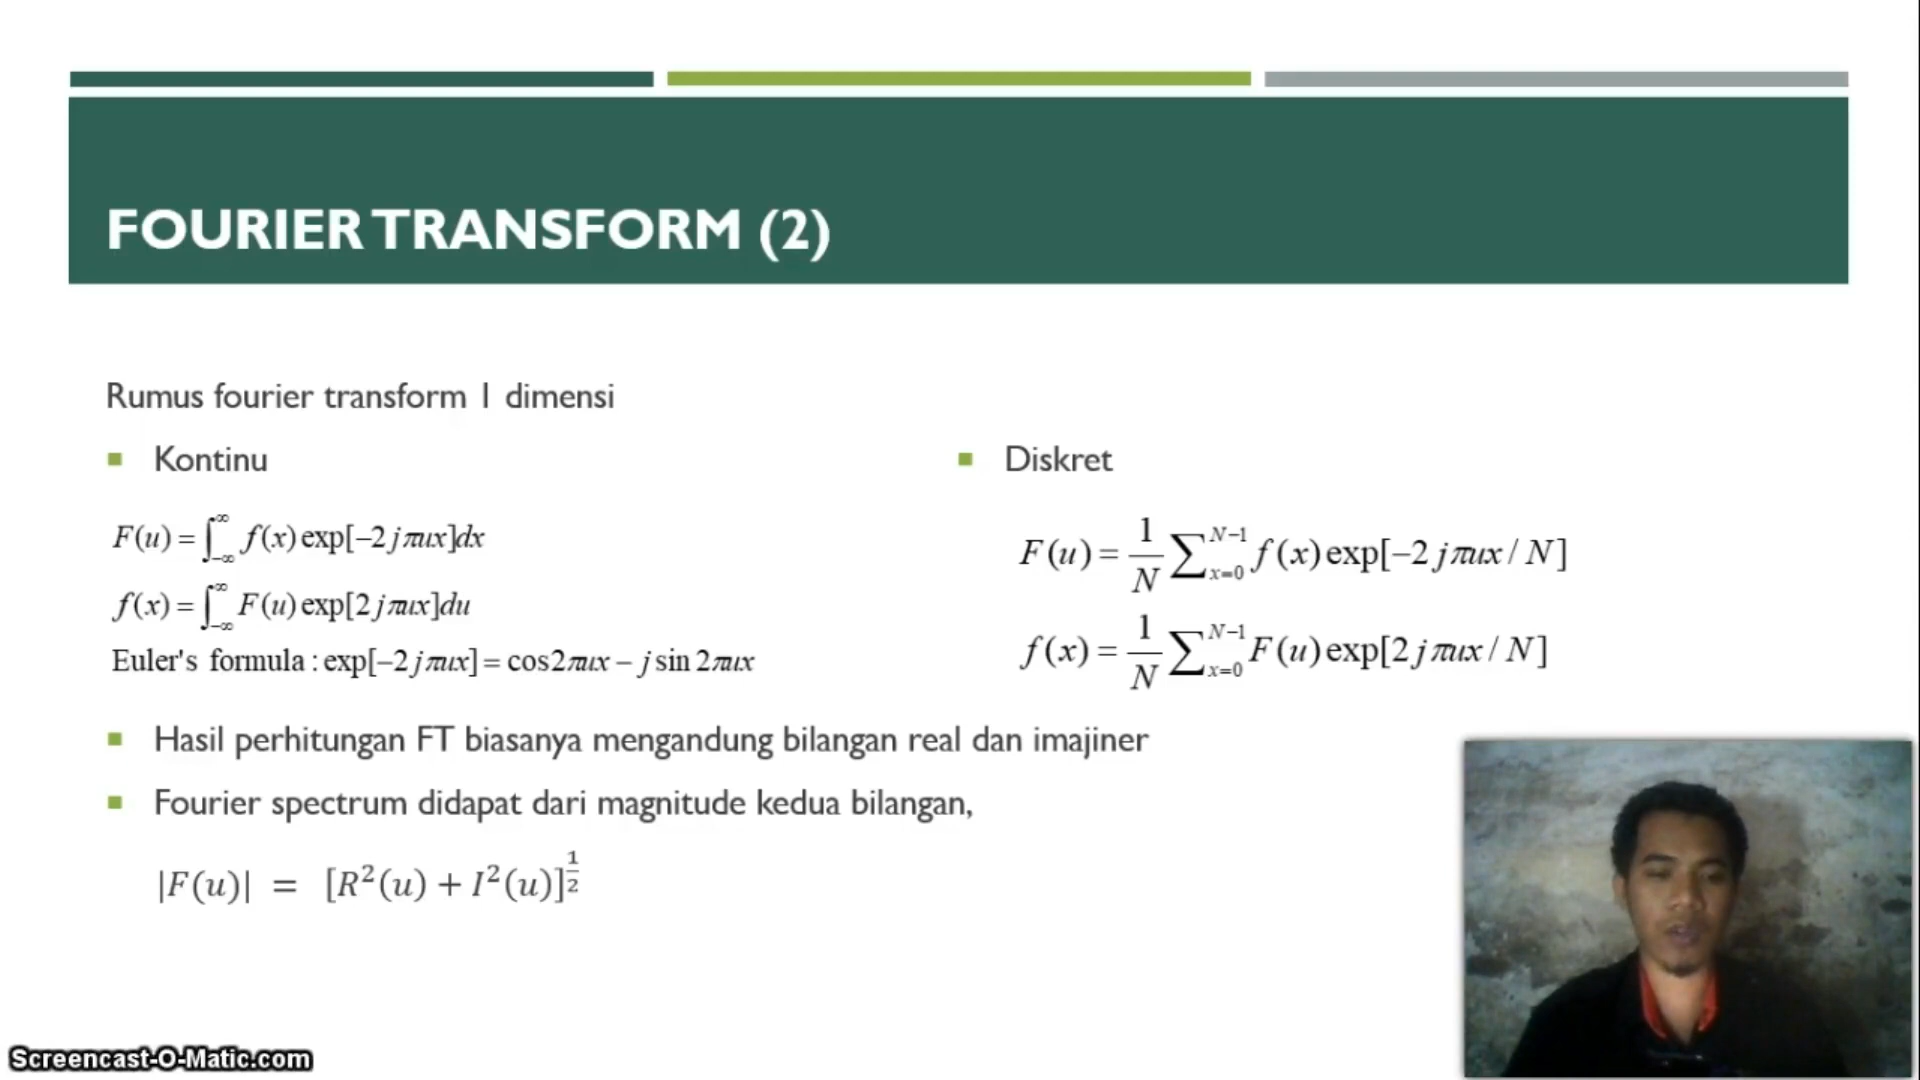 FOURIER TRANSFORM (2)
Rumus fourier transform 1 dimensi
Kontinu
F(u) = ∫_{-∞}^{∞} f(x) exp[−2jπux]dx
f(x) = ∫_{-∞}^{∞} F(u) exp[2jπux]du
Euler's formula : exp[−2jπux] = cos2πux − j sin 2πux
Diskret
F(u) = 1/N ∑_{x=0}^{N−1} f(x) exp[−2jπux / N]
f(x) = 1/N ∑_{x=0}^{N−1} F(u) exp[2jπux / N]
Hasil perhitungan FT biasanya mengandung bilangan real dan imajiner
Fourier spectrum didapat dari magnitude kedua bilangan,
|F(u)| = [R²(u) + I²(u)]^{1/2}
Screencast-O-Matic.com